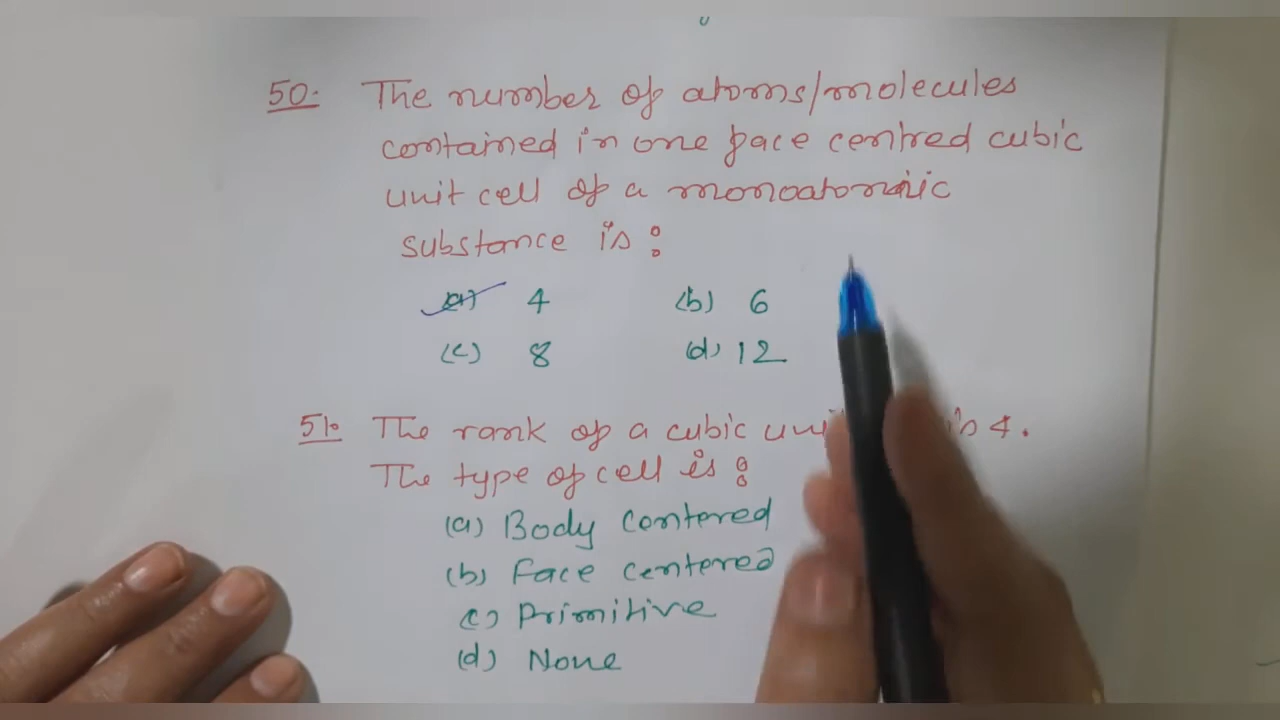 50. The number of atoms/molecules
contained in one face centred cubic
unit cell of a monoatomic
substance is :
(a) 4 (b) 6
(c) 8 (d) 12
51. The rank of a cubic is 4.
The type of cell is :
(a) Body Centered
(b) Face centered
(c) Primitive
(d) None